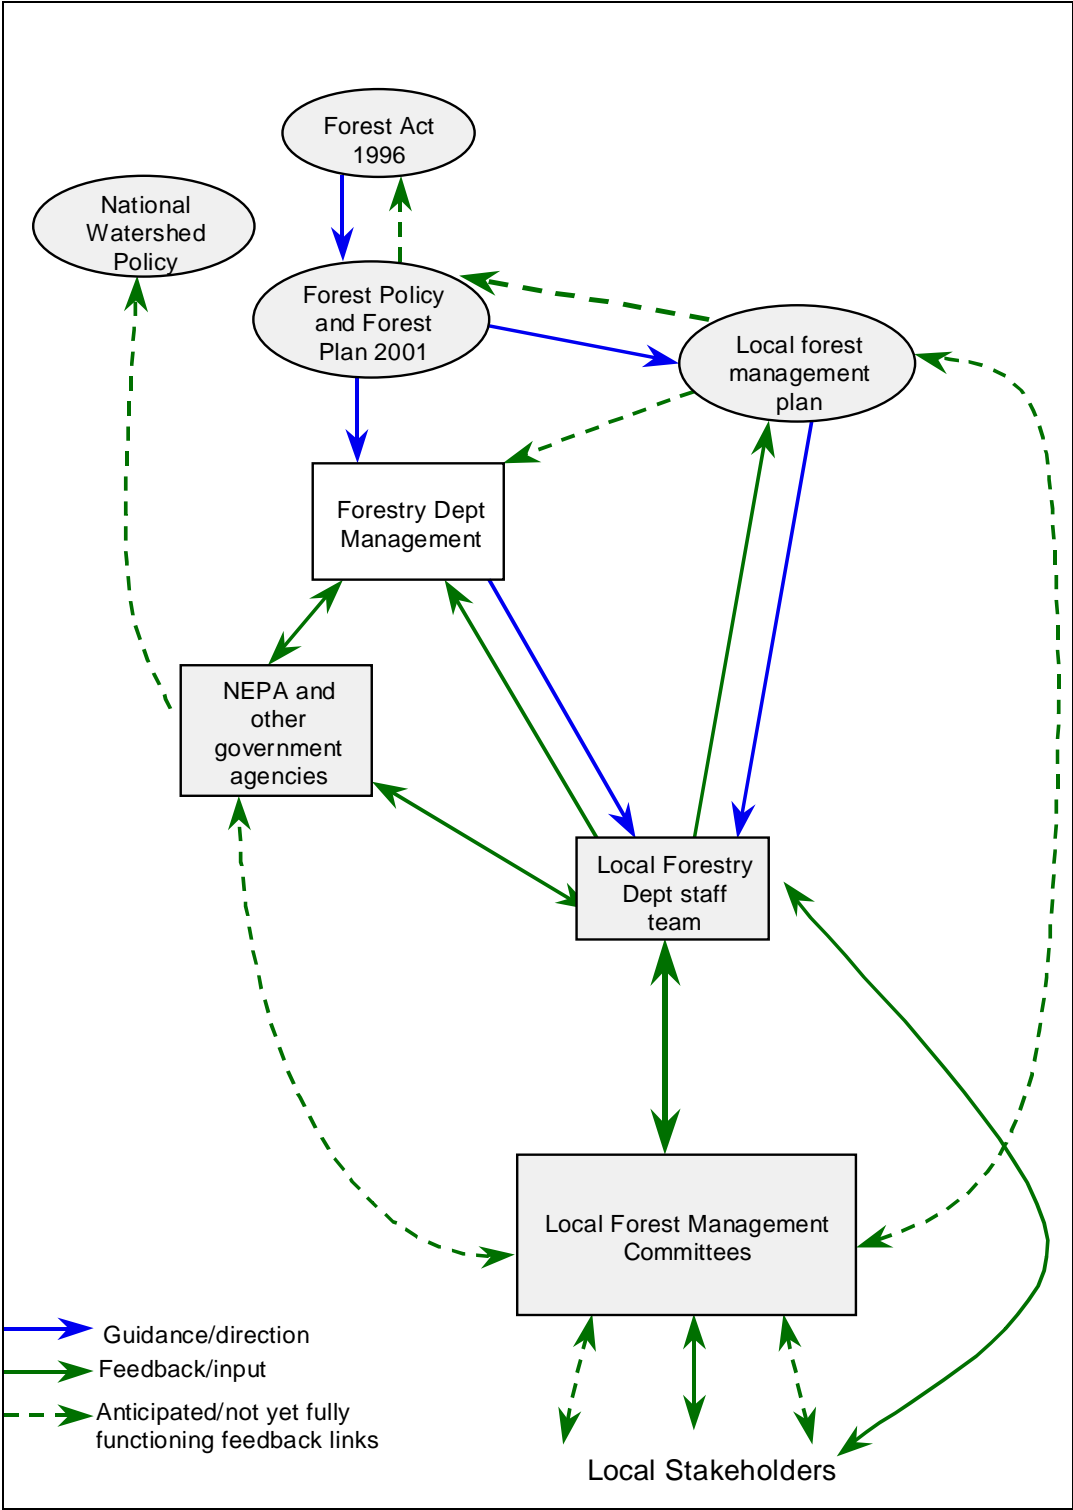 Forest Act
1996
National
Watershed
Policy
Forest Policy
and Forest
Plan 2001
Local forest
management
plan
Forestry Dept
Management
NEPA and
other
government
agencies
Local Forestry
Dept staff
team
Local Forest Management
Committees
Guidance/direction
Feedback/input
Anticipated/not yet fully
functioning feedback links
Local Stakeholders